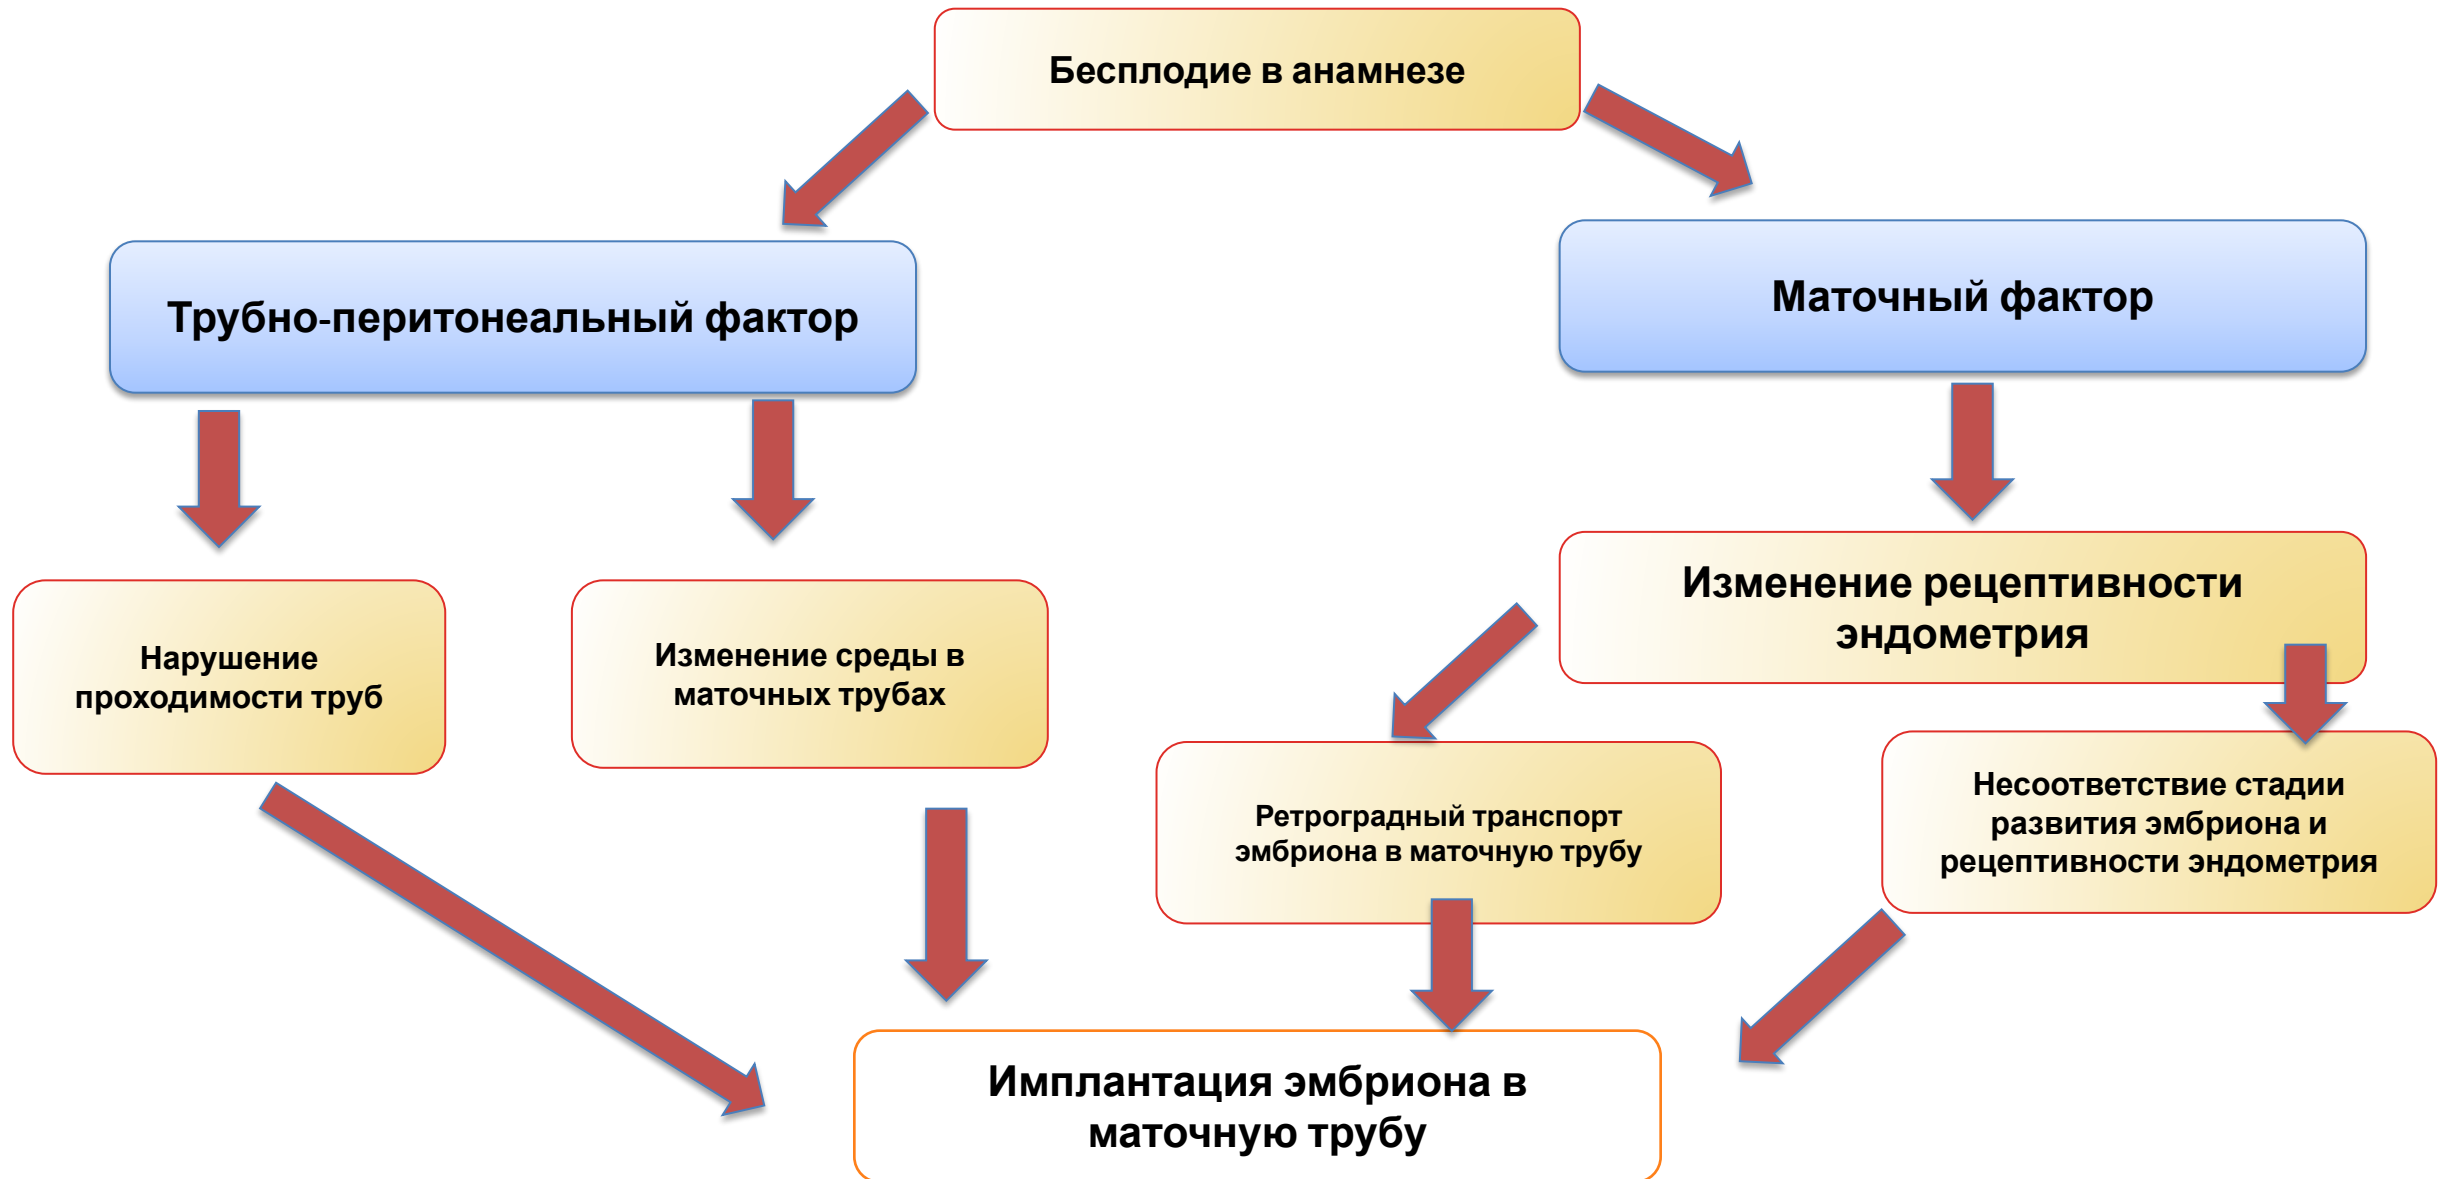 Бесплодие в анамнезе
Трубно-перитонеальный фактор
Маточный фактор
Нарушение
проходимости труб
Изменение среды в
маточных трубах
Изменение рецептивности
эндометрия
Ретроградный транспорт
эмбриона в маточную трубу
Несоответствие стадии
развития эмбриона и
рецептивности эндометрия
Имплантация эмбриона в
маточную трубу